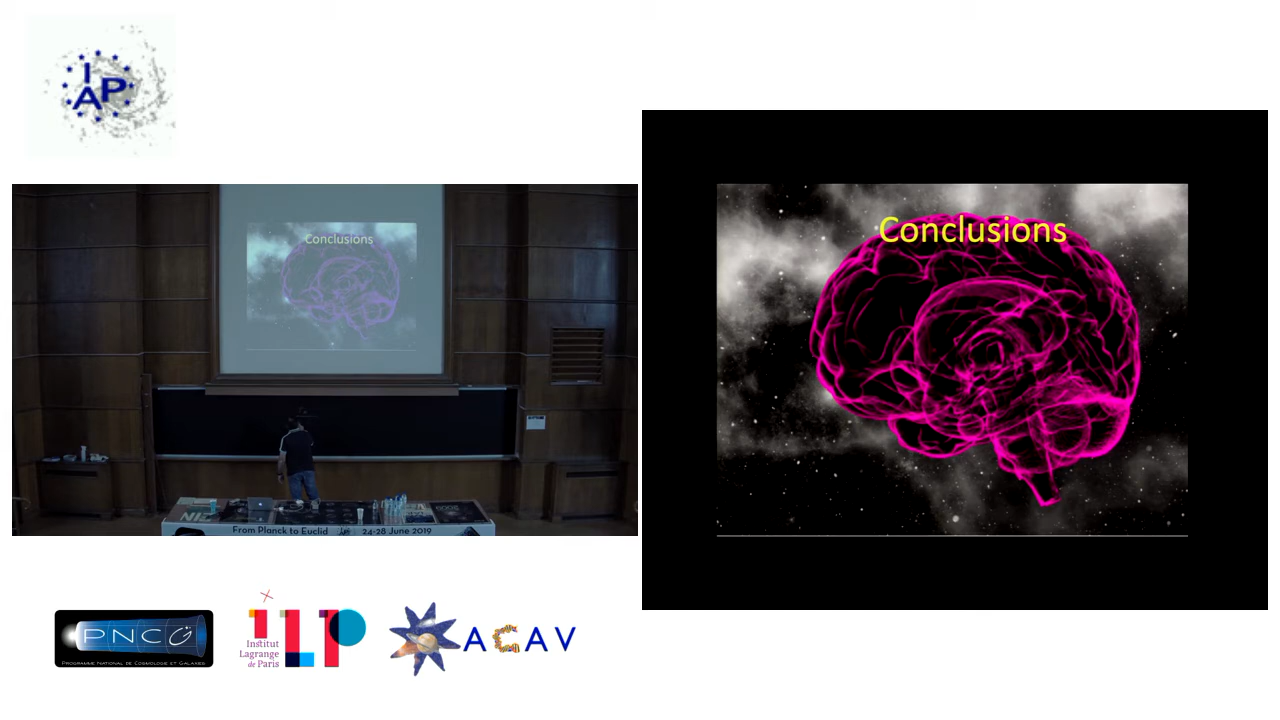 IAP
Conclusions
Conclusions
From Planck to Euclid 24-28 June 2019
PNCG
PROGRAMME NATIONAL DE COSMOLOGIE ET GALAXIES
ILP
Institut
Lagrange
de Paris
ACAV